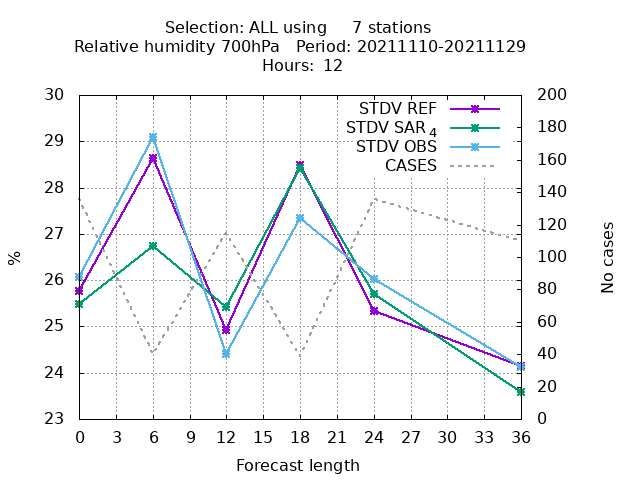 Selection: ALL using     7 stations
Relative humidity 700hPa   Period: 20211110-20211129
Hours: 12
STDV REF
STDV SAR 4
STDV OBS
CASES
30
29
28
27
26
25
24
23
%
200
180
160
140
120
100
80
60
40
20
0
No cases
0 3 6 9 12 15 18 21 24 27 30 33 36
Forecast length